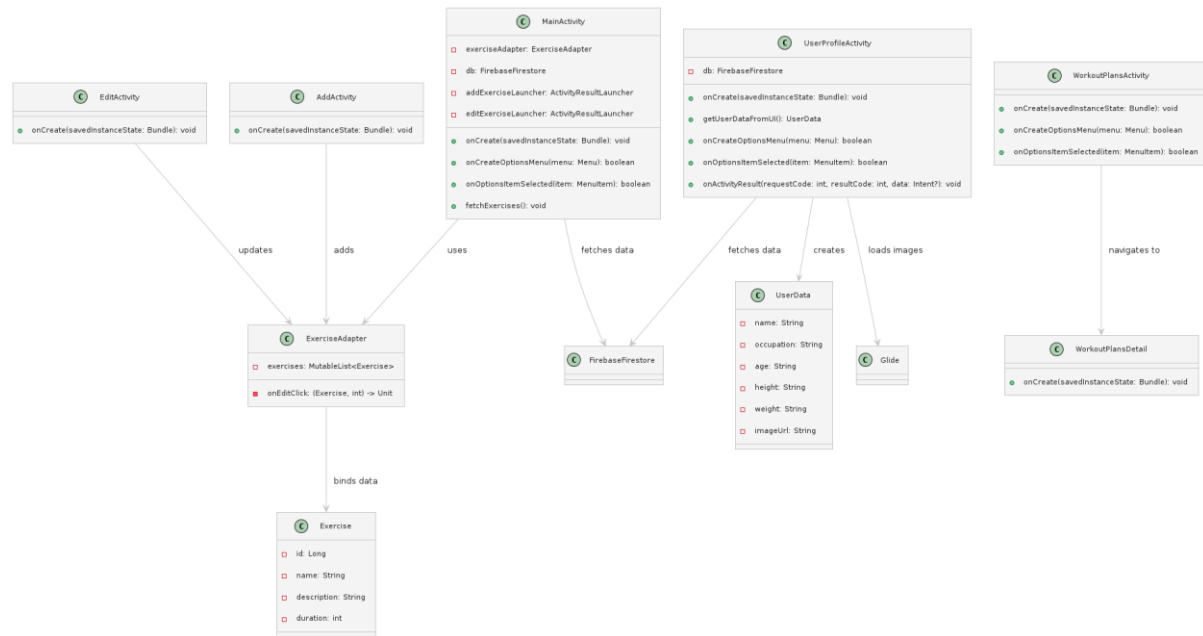 C EditActivity
onCreate(savedInstanceState: Bundle): void
C AddActivity
onCreate(savedInstanceState: Bundle): void
C MainActivity
exerciseAdapter: ExerciseAdapter
db: FirebaseFirestore
addExerciseLauncher: ActivityResultLauncher
editExerciseLauncher: ActivityResultLauncher
onCreate(savedInstanceState: Bundle): void
onCreateOptionsMenu(menu: Menu): boolean
onOptionsItemSelected(item: MenuItem): boolean
fetchExercises(): void
C UserProfileActivity
db: FirebaseFirestore
onCreate(savedInstanceState: Bundle): void
getUserDataFromUI(): UserData
onCreateOptionsMenu(menu: Menu): boolean
onOptionsItemSelected(item: MenuItem): boolean
onActivityResult(requestCode: int, resultCode: int, data: Intent?): void
C WorkoutPlansActivity
onCreate(savedInstanceState: Bundle): void
onCreateOptionsMenu(menu: Menu): boolean
onOptionsItemSelected(item: MenuItem): boolean
updates
adds
uses
fetches data
fetches data
creates
loads images
navigates to
C ExerciseAdapter
exercises: MutableList<Exercise>
onEditClick: (Exercise, int) -> Unit
C FirebaseFirestore
C UserData
name: String
occupation: String
age: String
height: String
weight: String
imageUrl: String
C Glide
C WorkoutPlansDetail
onCreate(savedInstanceState: Bundle): void
binds data
C Exercise
id: Long
name: String
description: String
duration: int